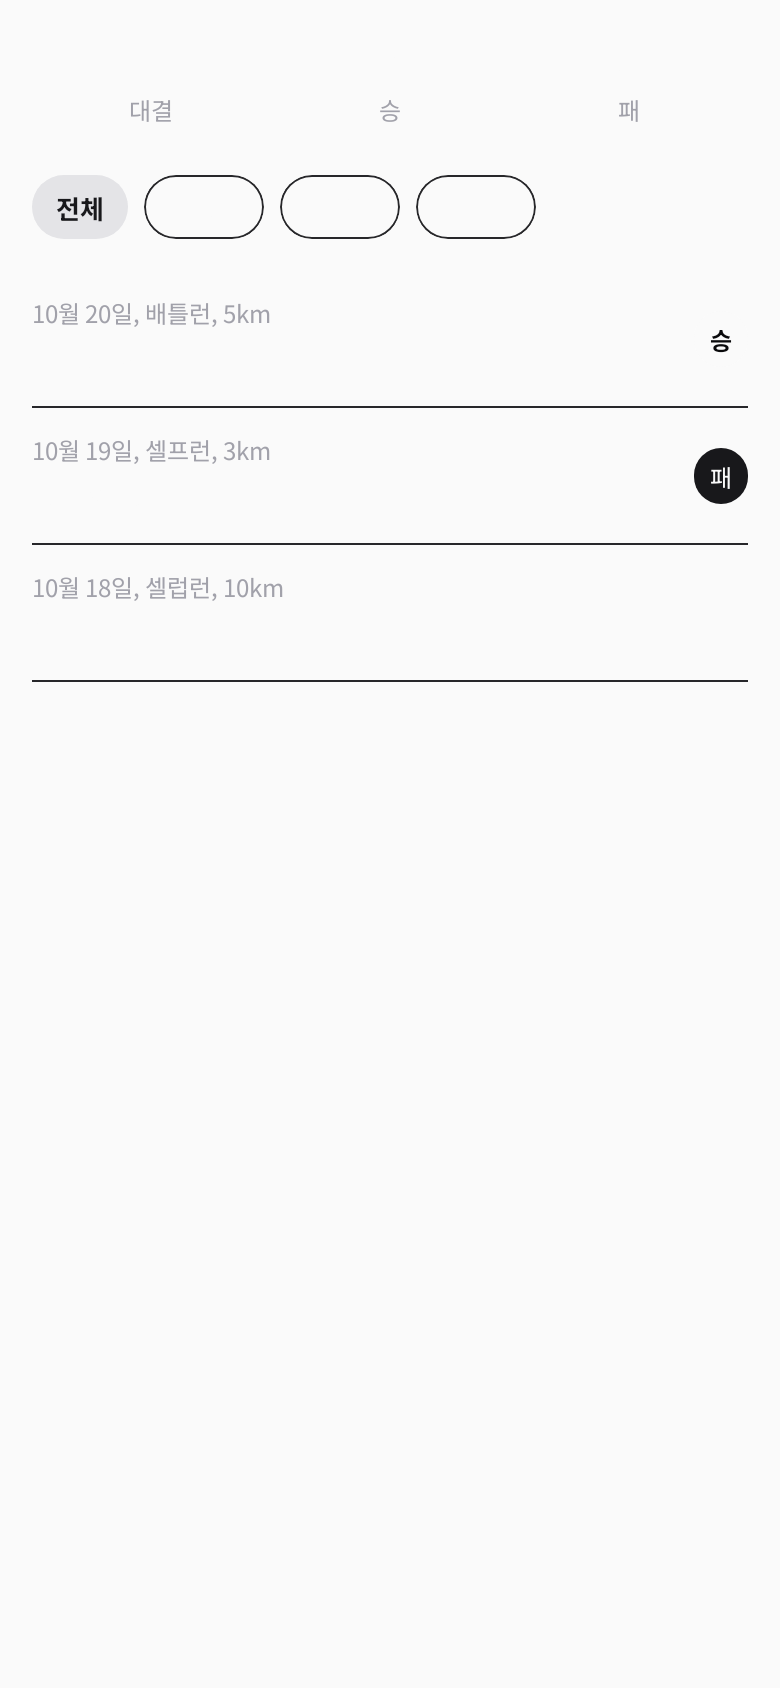 대결 승 패
전체
10월 20일, 배틀런, 5km
승
10월 19일, 셀프런, 3km
패
10월 18일, 셀럽런, 10km